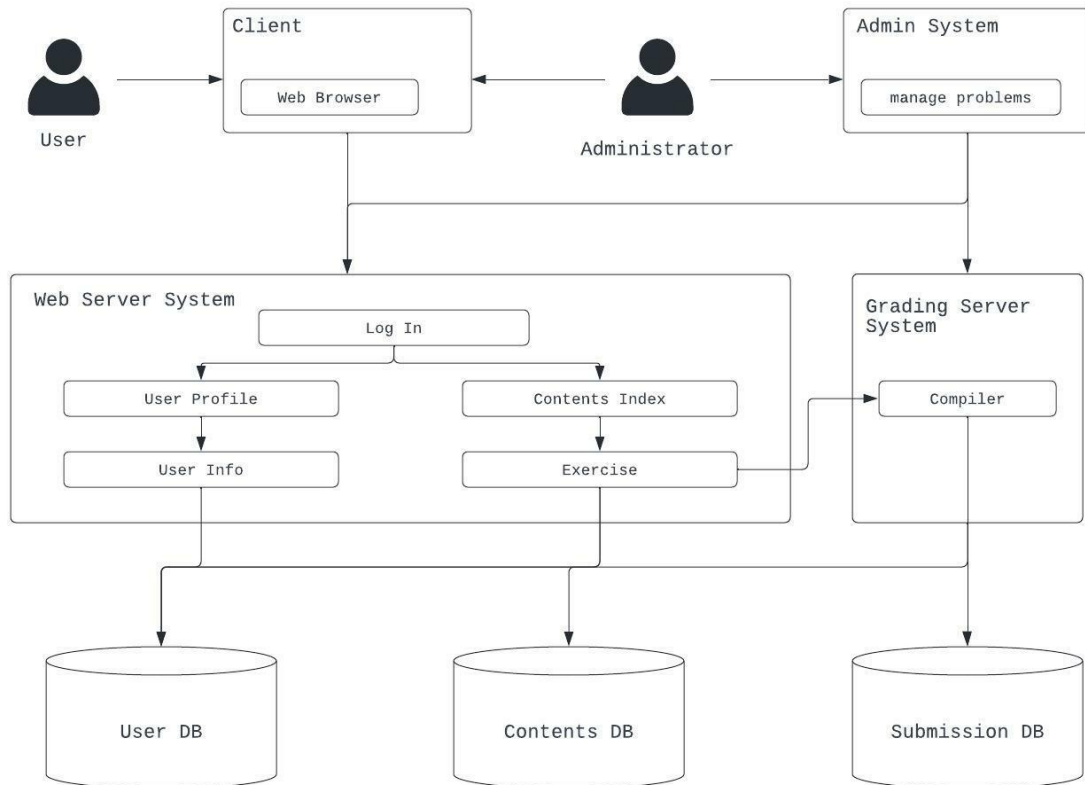 Client
Admin System
Web Browser
manage problems
User
Administrator
Web Server System
Grading Server
System
Log In
User Profile
Contents Index
Compiler
User Info
Exercise
User DB
Contents DB
Submission DB